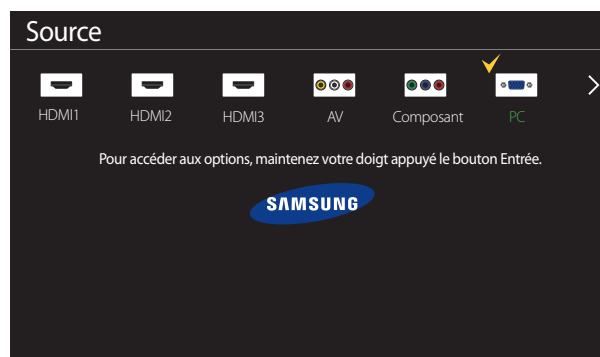 Source
HDMI1 HDMI2 HDMI3 AV Composant PC
Pour accéder aux options, maintenez votre doigt appuyé le bouton Entrée.
SAMSUNG